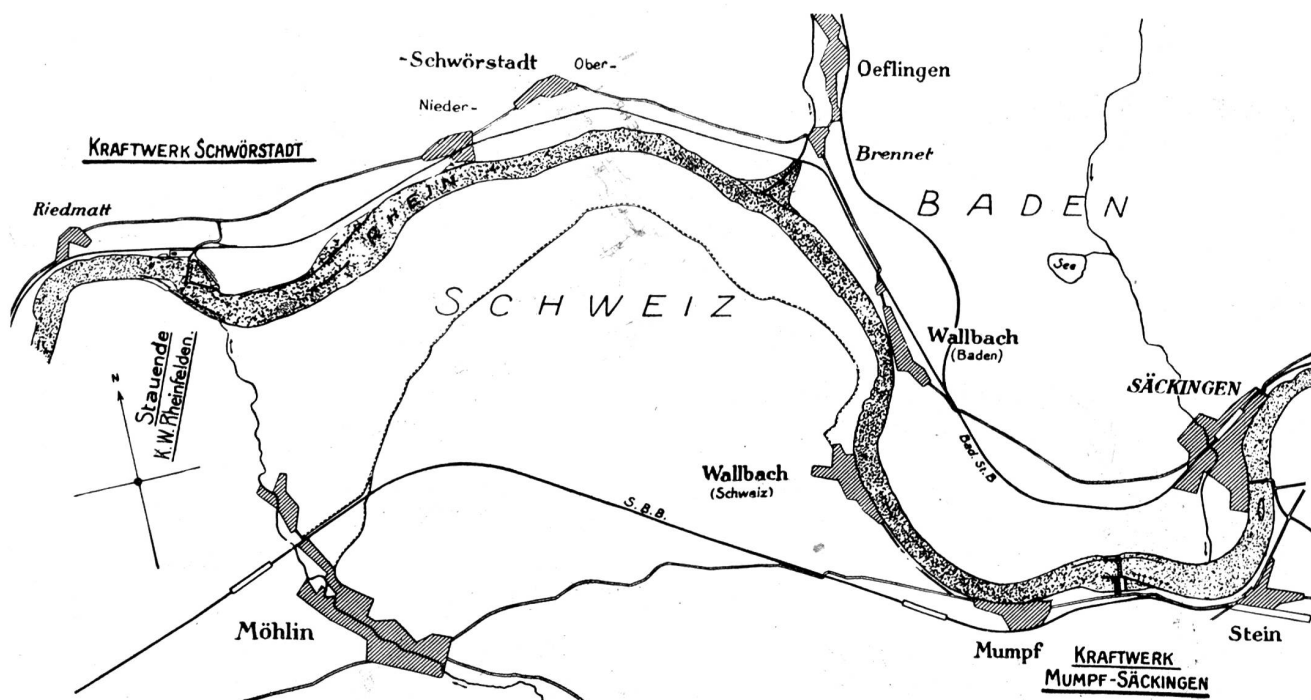 -Schwörstadt
Ober-
Nieder-
Oeflingen
KRAFTWERK SCHWÖRSTADT
Brennet
Riedmatt
BADEN
RHEIN
See
SCHWEIZ
Wallbach
(Baden)
Stauende
K.W. Rheinfelden.
N
SÄCKINGEN
Bad. St. B
Wallbach
(Schweiz)
S.B.B.
Möhlin
Mumpf
Stein
KRAFTWERK
MUMPF-SÄCKINGEN